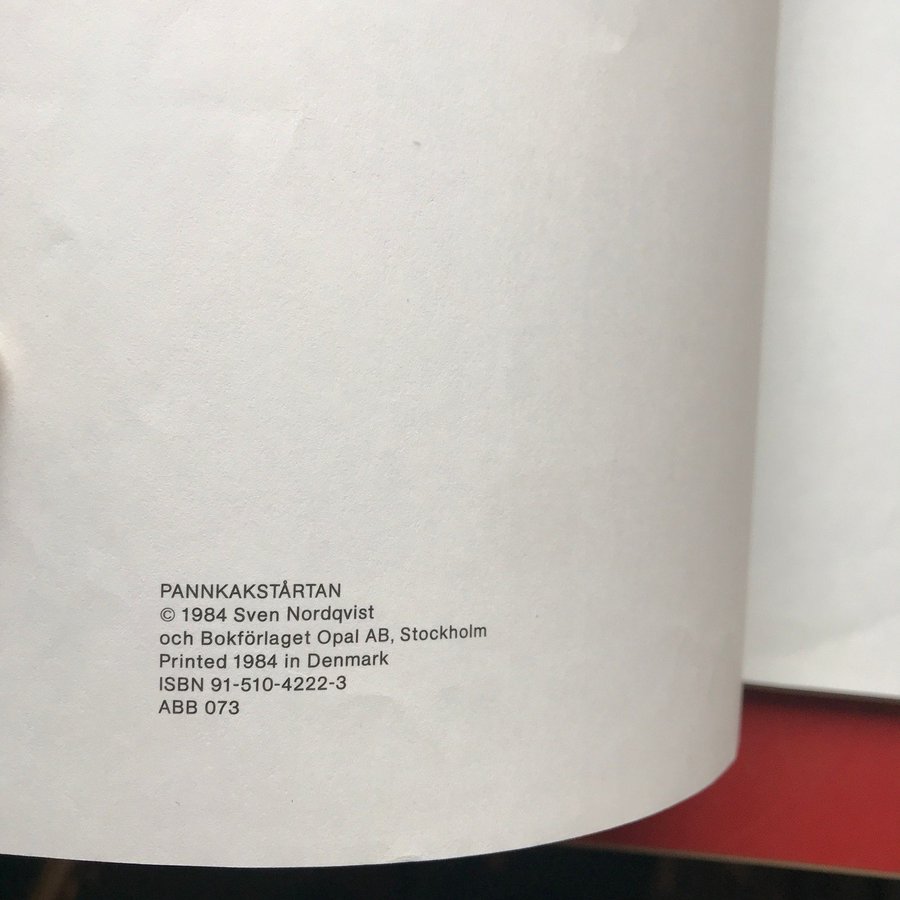 PANNKAKSTÅRTAN
© 1984 Sven Nordqvist
och Bokförlaget Opal AB, Stockholm
Printed 1984 in Denmark
ISBN 91-510-4222-3
ABB 073